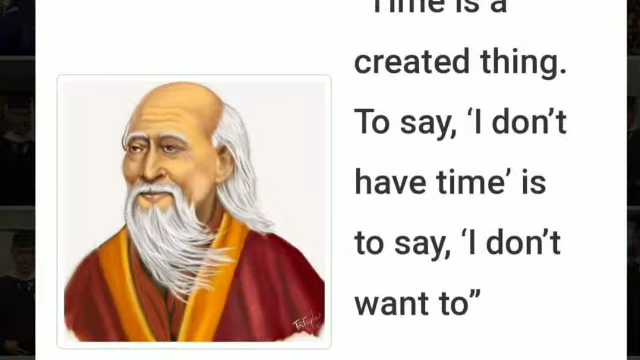 "Time is a
created thing.
To say, ‘I don’t
have time’ is
to say, ‘I don’t
want to”